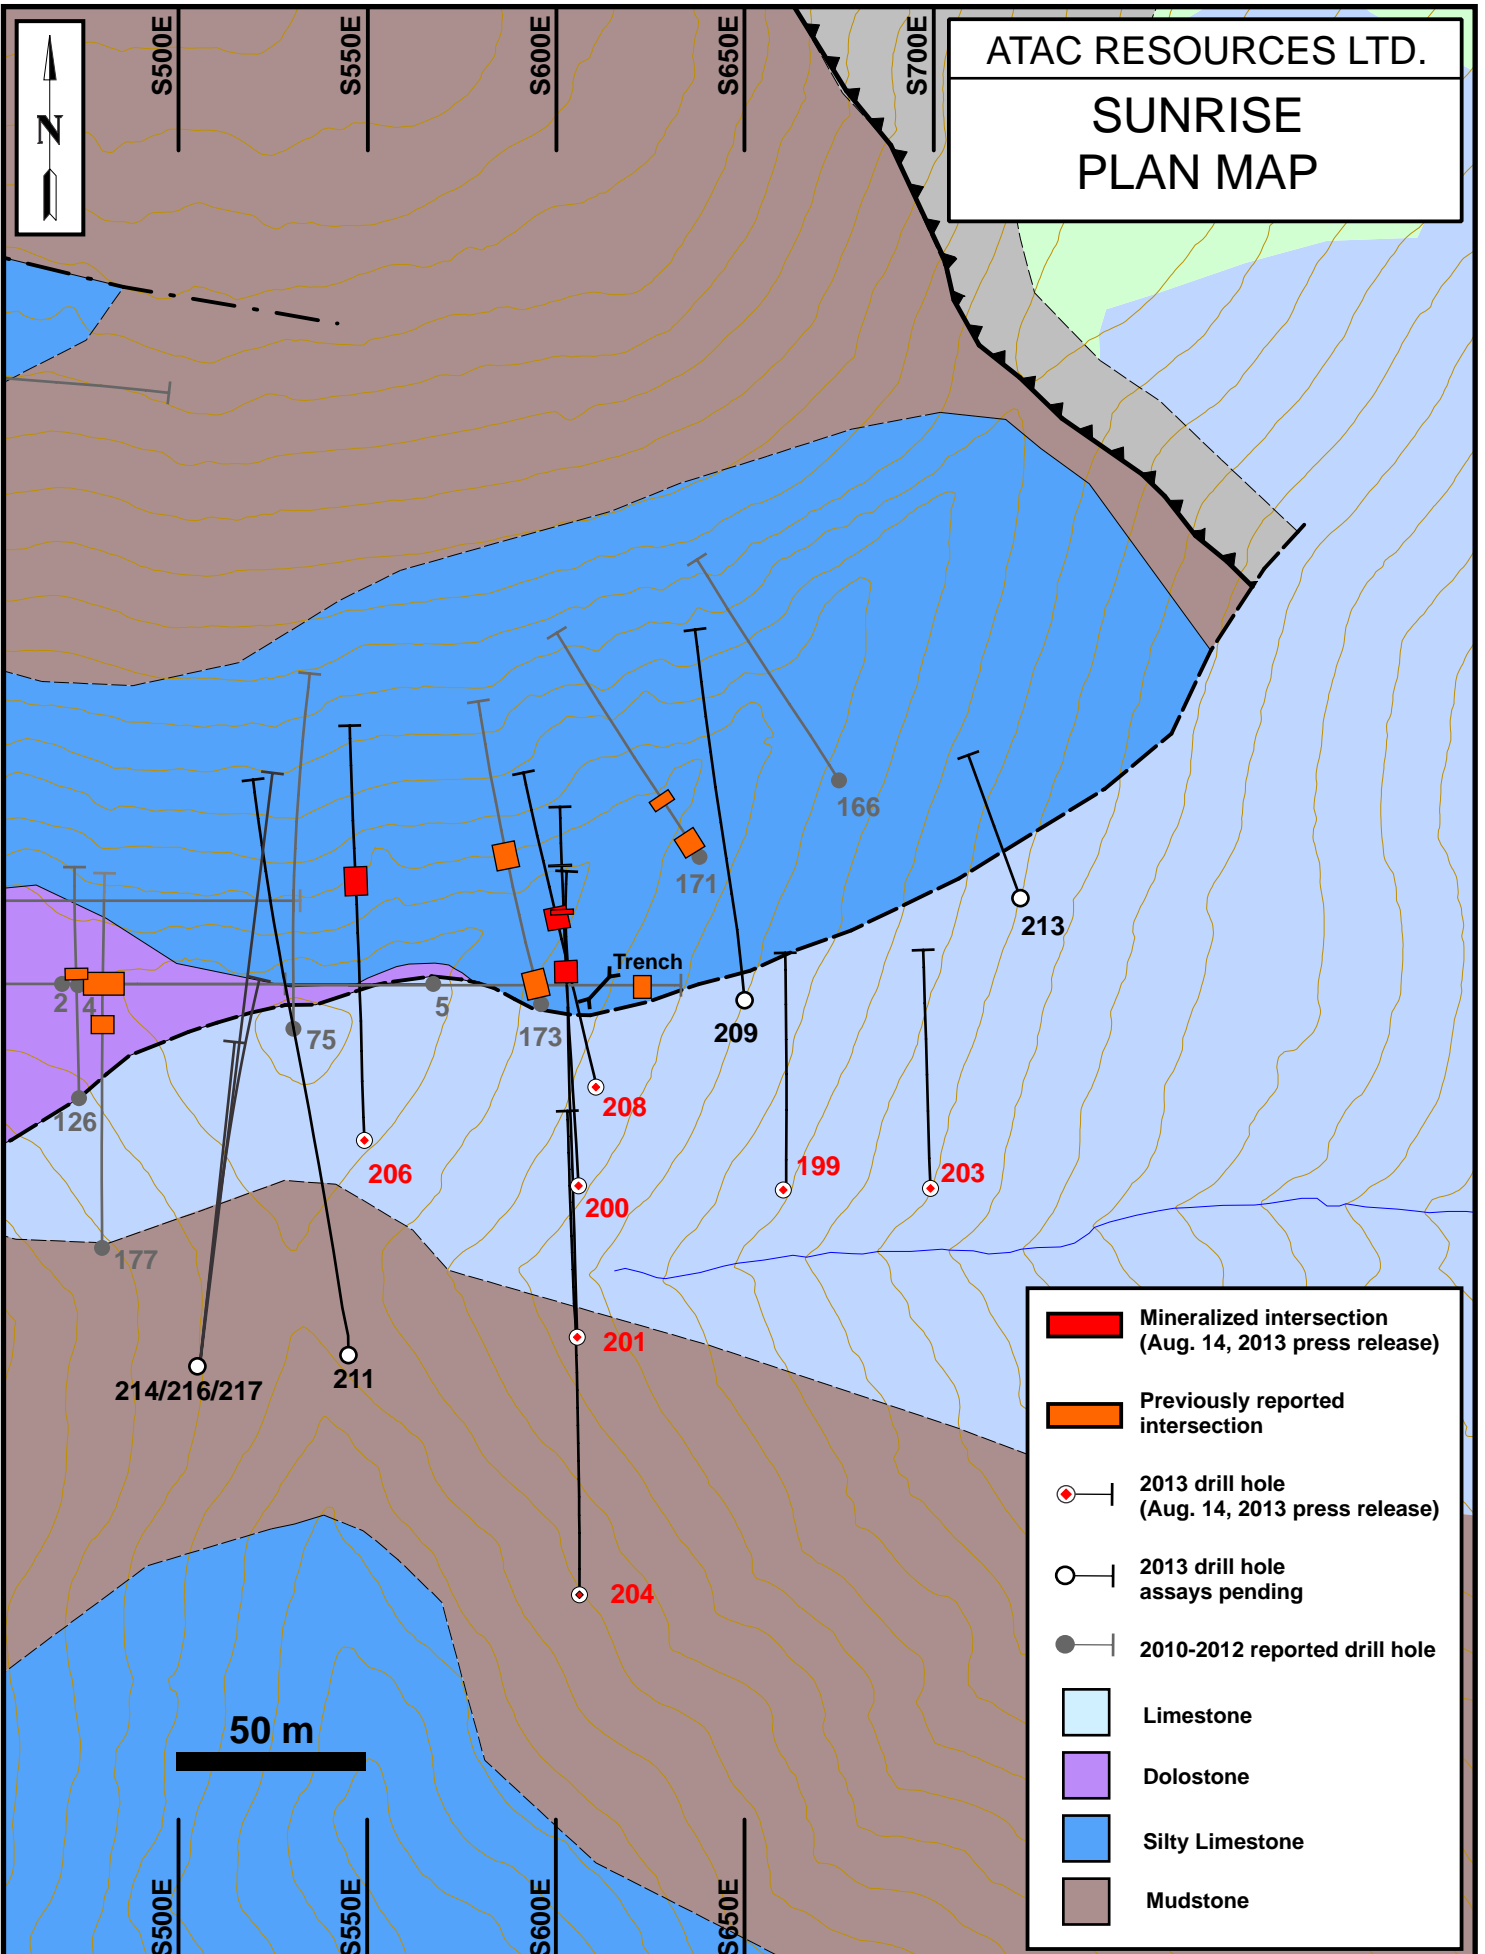 S500E
S550E
S600E
S650E
S700E
ATAC RESOURCES LTD.
SUNRISE
PLAN MAP
N
166
171
213
Trench
2
4
5
75
173
209
126
208
206
199
203
200
177
201
214/216/217
211
204
50 m
S500E
S550E
S600E
S650E
Mineralized intersection
(Aug. 14, 2013 press release)
Previously reported
intersection
2013 drill hole
(Aug. 14, 2013 press release)
2013 drill hole
assays pending
2010-2012 reported drill hole
Limestone
Dolostone
Silty Limestone
Mudstone